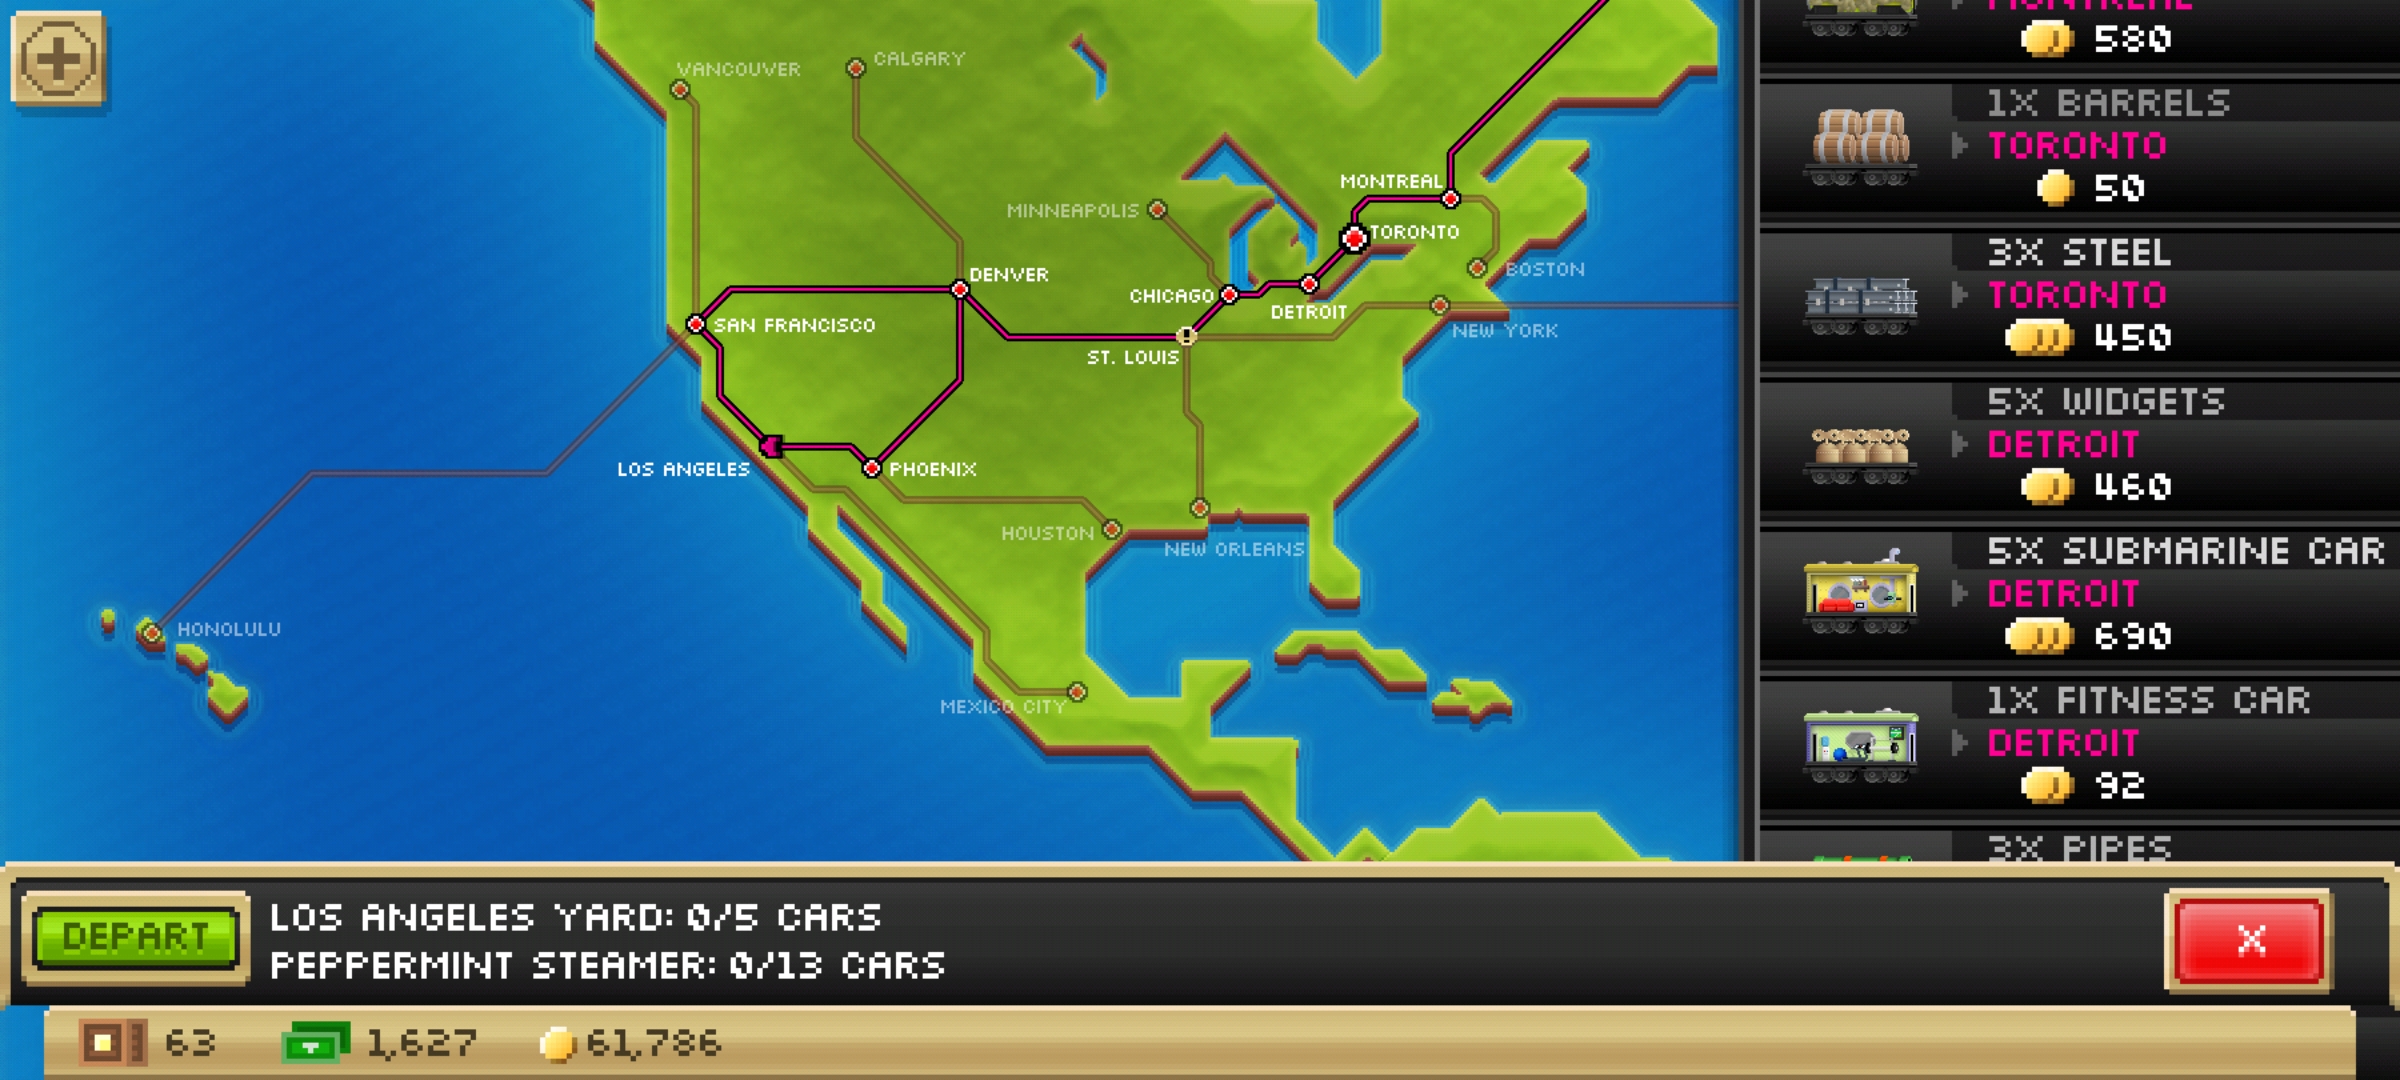 VANCOUVER
CALGARY
MINNEAPOLIS
MONTREAL
TORONTO
BOSTON
DENVER
CHICAGO
DETROIT
NEW YORK
SAN FRANCISCO
ST. LOUIS
LOS ANGELES
PHOENIX
HOUSTON
NEW ORLEANS
HONOLULU
MEXICO CITY
MONTREAL
580
1X BARRELS
TORONTO
50
3X STEEL
TORONTO
450
5X WIDGETS
DETROIT
460
5X SUBMARINE CAR
DETROIT
690
1X FITNESS CAR
DETROIT
92
3X PIPES
DEPART
LOS ANGELES YARD: 0/5 CARS
PEPPERMINT STEAMER: 0/13 CARS
X
63
1,627
61,786